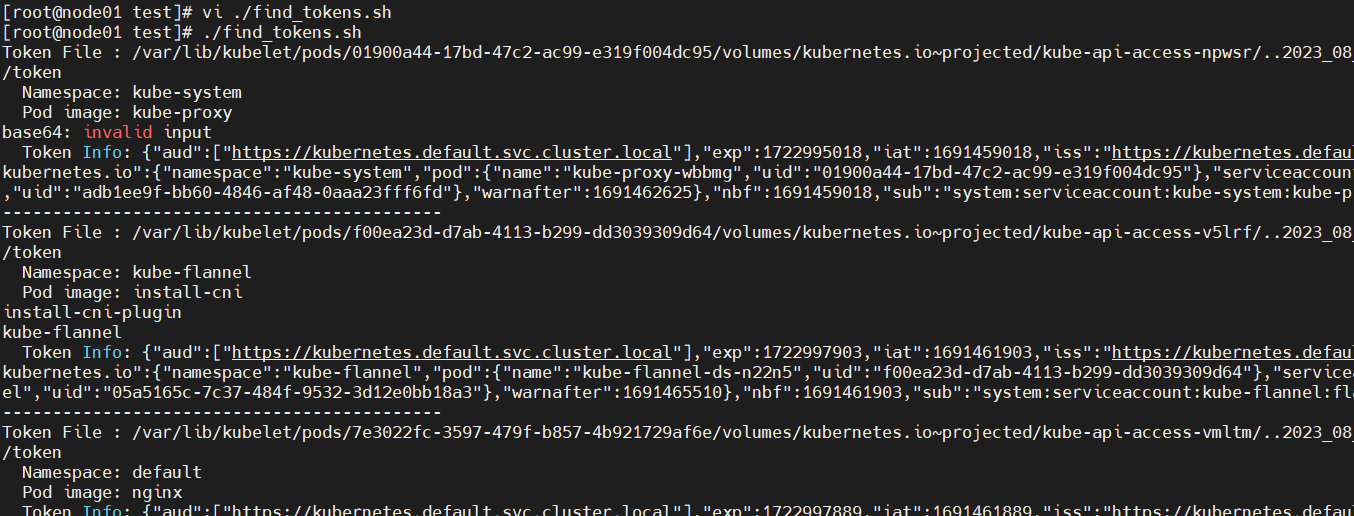 [root@node01 test]# vi ./find_tokens.sh
[root@node01 test]# ./find_tokens.sh
Token File : /var/lib/kubelet/pods/01900a44-17bd-47c2-ac99-e319f004dc95/volumes/kubernetes.io~projected/kube-api-access-npwsr/..2023_08_
/token
  Namespace: kube-system
  Pod image: kube-proxy
base64: invalid input
  Token Info: {"aud":["https://kubernetes.default.svc.cluster.local"],"exp":1722995018,"iat":1691459018,"iss":"https://kubernetes.defau
kubernetes.io":{"namespace":"kube-system","pod":{"name":"kube-proxy-wbbmg","uid":"01900a44-17bd-47c2-ac99-e319f004dc95"},"serviceaccount
,"uid":"adb1ee9f-bb60-4846-af48-0aaa23fff6fd"},"warnafter":1691462625},"nbf":1691459018,"sub":"system:serviceaccount:kube-system:kube-p
--------------------------------------------
Token File : /var/lib/kubelet/pods/f00ea23d-d7ab-4113-b299-dd3039309d64/volumes/kubernetes.io~projected/kube-api-access-v5lrf/..2023_08_
/token
  Namespace: kube-flannel
  Pod image: install-cni
install-cni-plugin
kube-flannel
  Token Info: {"aud":["https://kubernetes.default.svc.cluster.local"],"exp":1722997903,"iat":1691461903,"iss":"https://kubernetes.defau
kubernetes.io":{"namespace":"kube-flannel","pod":{"name":"kube-flannel-ds-n22n5","uid":"f00ea23d-d7ab-4113-b299-dd3039309d64"},"servicea
el","uid":"05a5165c-7c37-484f-9532-3d12e0bb18a3"},"warnafter":1691465510},"nbf":1691461903,"sub":"system:serviceaccount:kube-flannel:fla
--------------------------------------------
Token File : /var/lib/kubelet/pods/7e3022fc-3597-479f-b857-4b921729af6e/volumes/kubernetes.io~projected/kube-api-access-vmltm/..2023_08_
/token
  Namespace: default
  Pod image: nginx
  Token Info: {"aud":["https://kubernetes.default.svc.cluster.local"],"exp":1722997889,"iat":1691461889,"iss":"https://kubernetes.defau